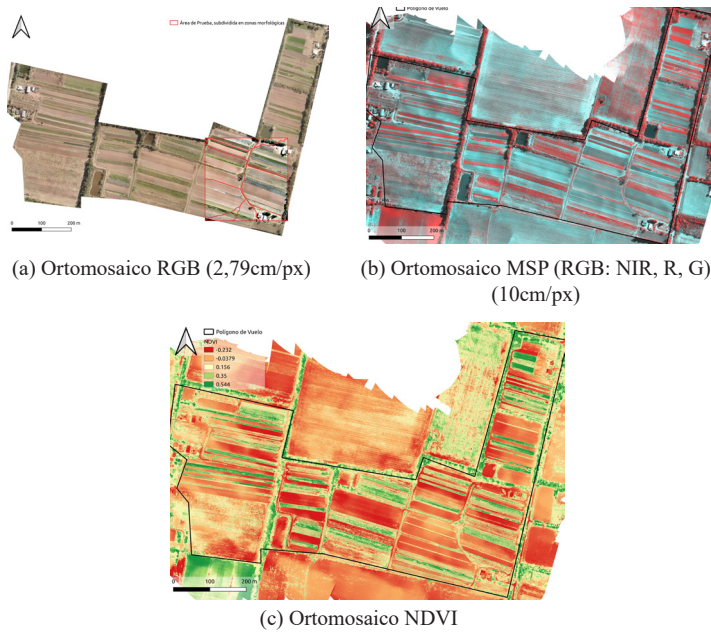 Área de Prueba, subdividida en zonas morfológicas
0 100 200 m
(a) Ortomosaico RGB (2,79cm/px)
Polígono de Vuelo
0 100 200 m
(b) Ortomosaico MSP (RGB: NIR, R, G)
(10cm/px)
Polígono de Vuelo
NDVI
-0.232
-0.0379
0.156
0.35
0.544
0 100 200 m
(c) Ortomosaico NDVI